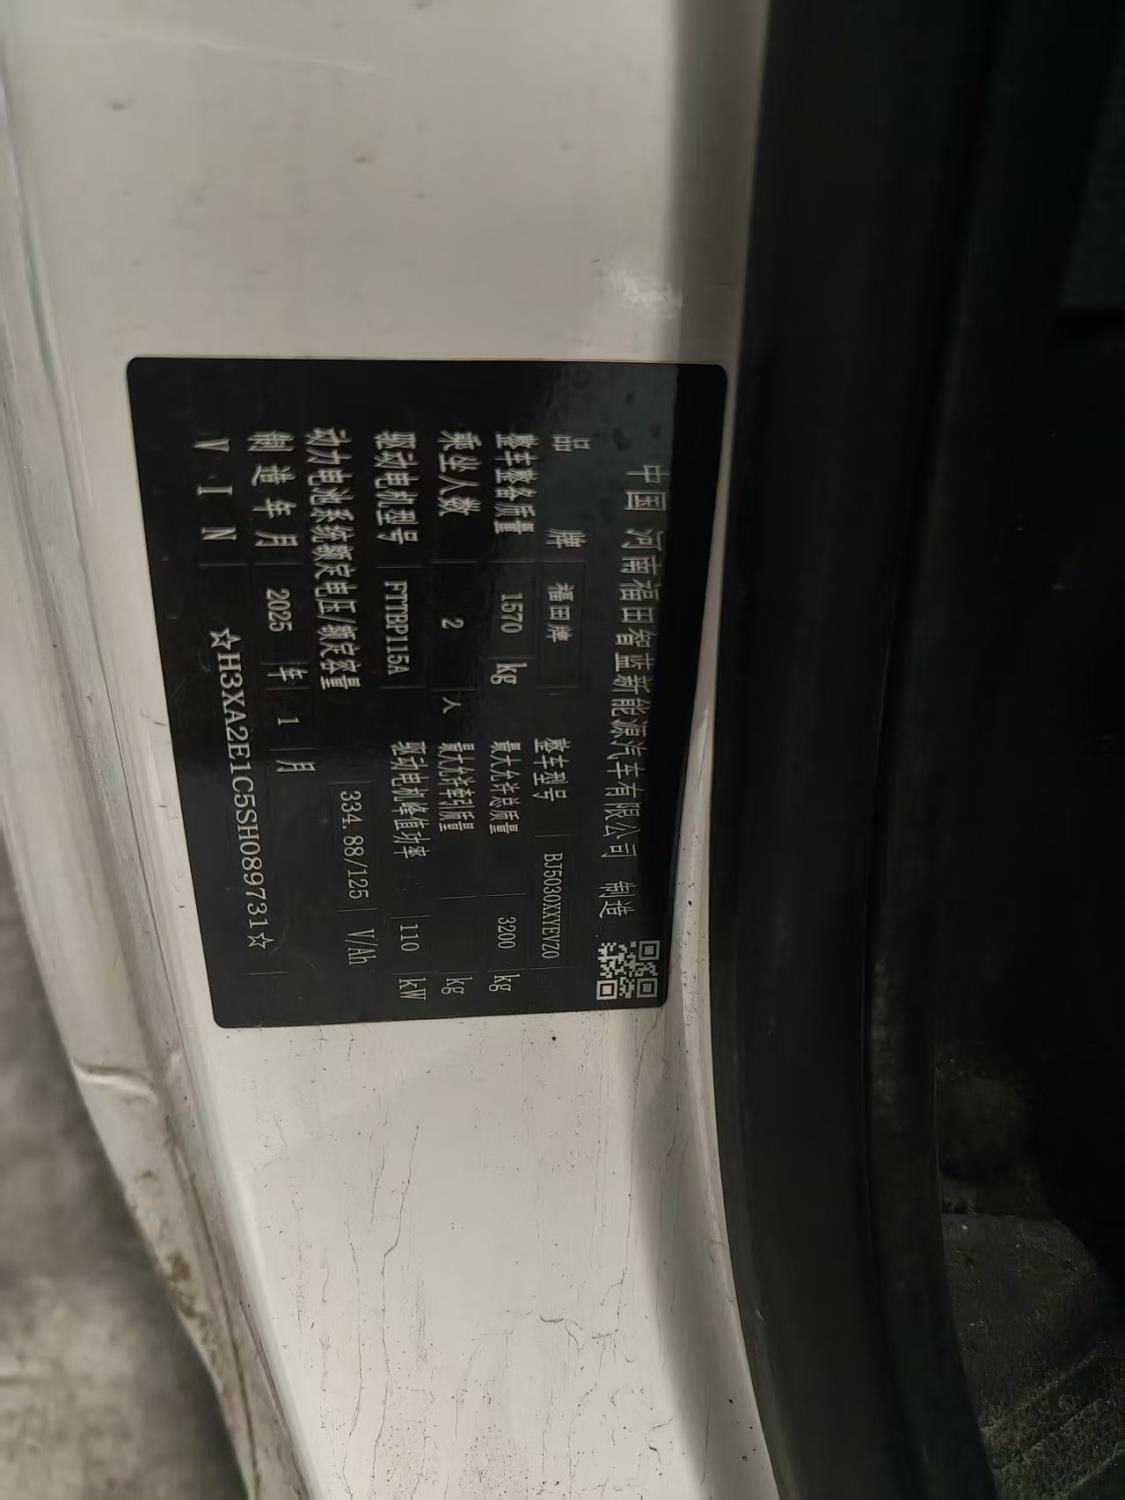 中国 河南福田智蓝新能源汽车有限公司 制造
品牌 福田牌 整车型号 BJ5030XXYEVZ0
整车整备质量 1570 kg 最大允许总质量 3200 kg
乘坐人数 2 人 最大允许牵引质量 kg
驱动电机型号 FTTBP115A 驱动电机峰值功率 110 kW
动力电池系统额定电压/额定容量 334.88/125 V/Ah
制造年月 2025 年 1 月
VIN ☆H3XA2E1C5SH089731☆